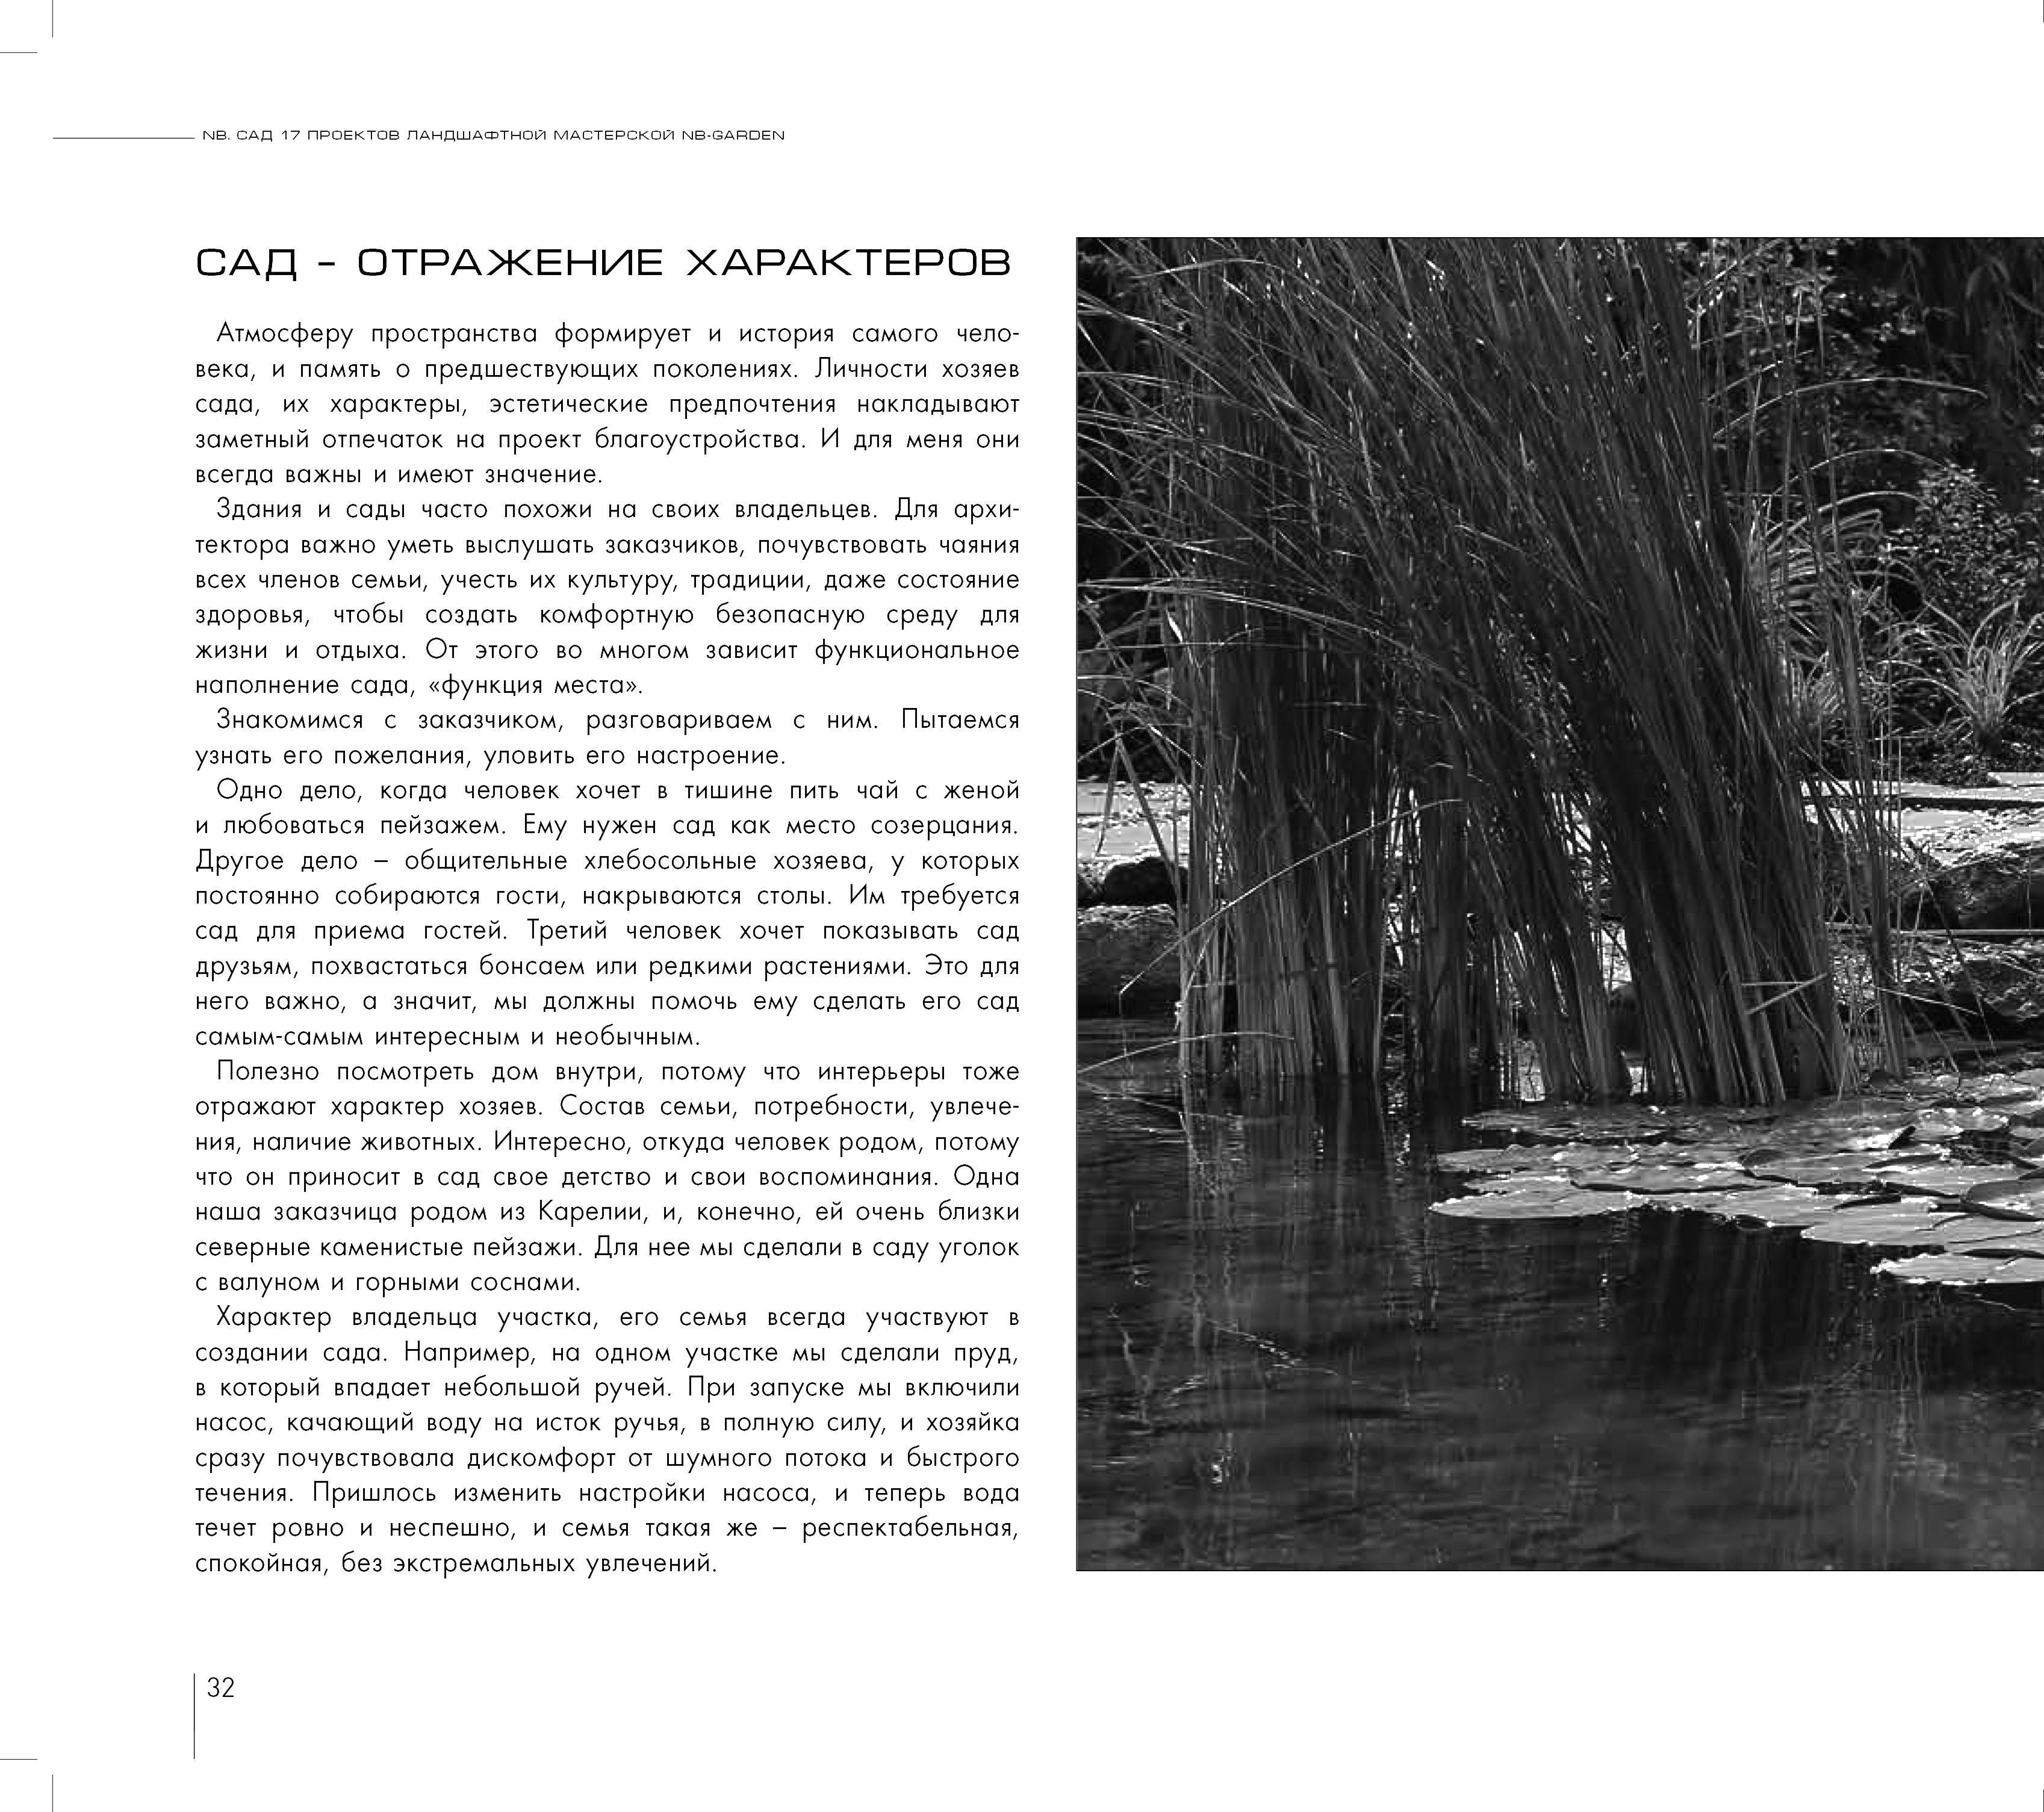 NB. САД 17 ПРОЕКТОВ ЛАНДШАФТНОЙ МАСТЕРСКОЙ NB-GARDEN
САД – ОТРАЖЕНИЕ ХАРАКТЕРОВ
Атмосферу пространства формирует и история самого чело-
века, и память о предшествующих поколениях. Личности хозяев
сада, их характеры, эстетические предпочтения накладывают
заметный отпечаток на проект благоустройства. И для меня они
всегда важны и имеют значение.
Здания и сады часто похожи на своих владельцев. Для архи-
тектора важно уметь выслушать заказчиков, почувствовать чаяния
всех членов семьи, учесть их культуру, традиции, даже состояние
здоровья, чтобы создать комфортную безопасную среду для
жизни и отдыха. От этого во многом зависит функциональное
наполнение сада, «функция места».
Знакомимся с заказчиком, разговариваем с ним. Пытаемся
узнать его пожелания, уловить его настроение.
Одно дело, когда человек хочет в тишине пить чай с женой
и любоваться пейзажем. Ему нужен сад как место созерцания.
Другое дело – общительные хлебосольные хозяева, у которых
постоянно собираются гости, накрываются столы. Им требуется
сад для приема гостей. Третий человек хочет показывать сад
друзьям, похвастаться бонсаем или редкими растениями. Это для
него важно, а значит, мы должны помочь ему сделать его сад
самым-самым интересным и необычным.
Полезно посмотреть дом внутри, потому что интерьеры тоже
отражают характер хозяев. Состав семьи, потребности, увлече-
ния, наличие животных. Интересно, откуда человек родом, потому
что он приносит в сад свое детство и свои воспоминания. Одна
наша заказчица родом из Карелии, и, конечно, ей очень близки
северные каменистые пейзажи. Для нее мы сделали в саду уголок
с валуном и горными соснами.
Характер владельца участка, его семья всегда участвуют в
создании сада. Например, на одном участке мы сделали пруд,
в который впадает небольшой ручей. При запуске мы включили
насос, качающий воду на исток ручья, в полную силу, и хозяйка
сразу почувствовала дискомфорт от шумного потока и быстрого
течения. Пришлось изменить настройки насоса, и теперь вода
течет ровно и неспешно, и семья такая же – респектабельная,
спокойная, без экстремальных увлечений.
32